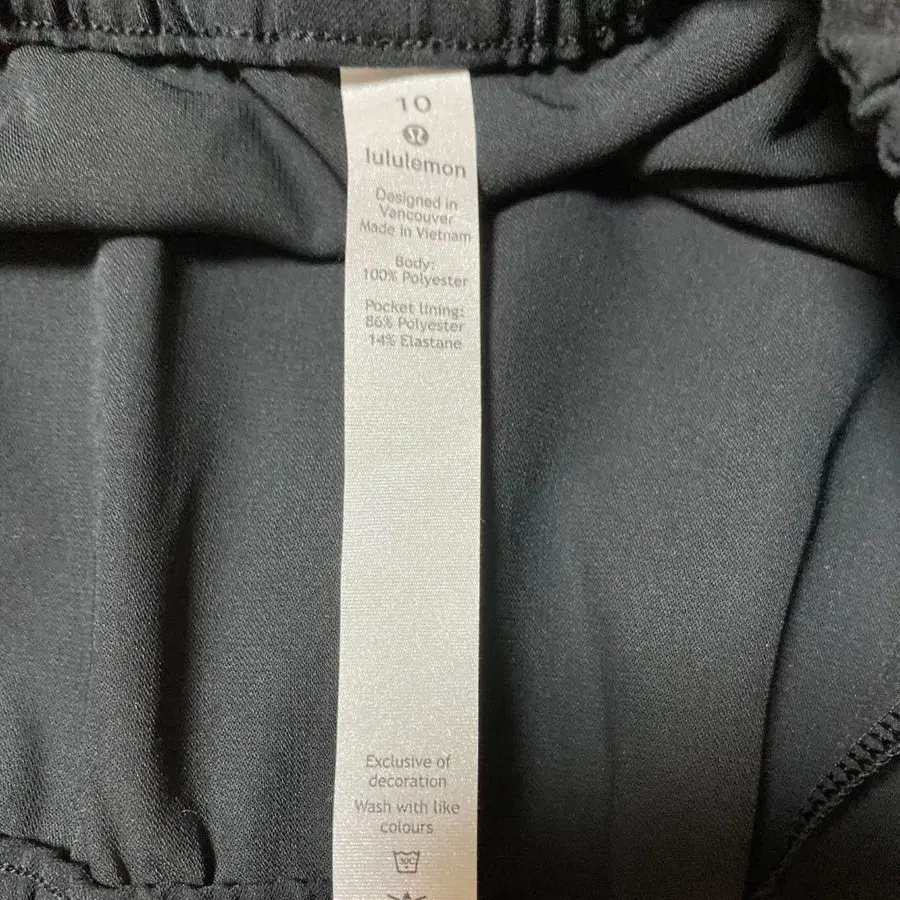 10
lululemon
Designed in
Vancouver
Made in Vietnam
Body:
100% Polyester
Pocket lining:
86% Polyester
14% Elastane
Exclusive of
decoration
Wash with like
colours
30C